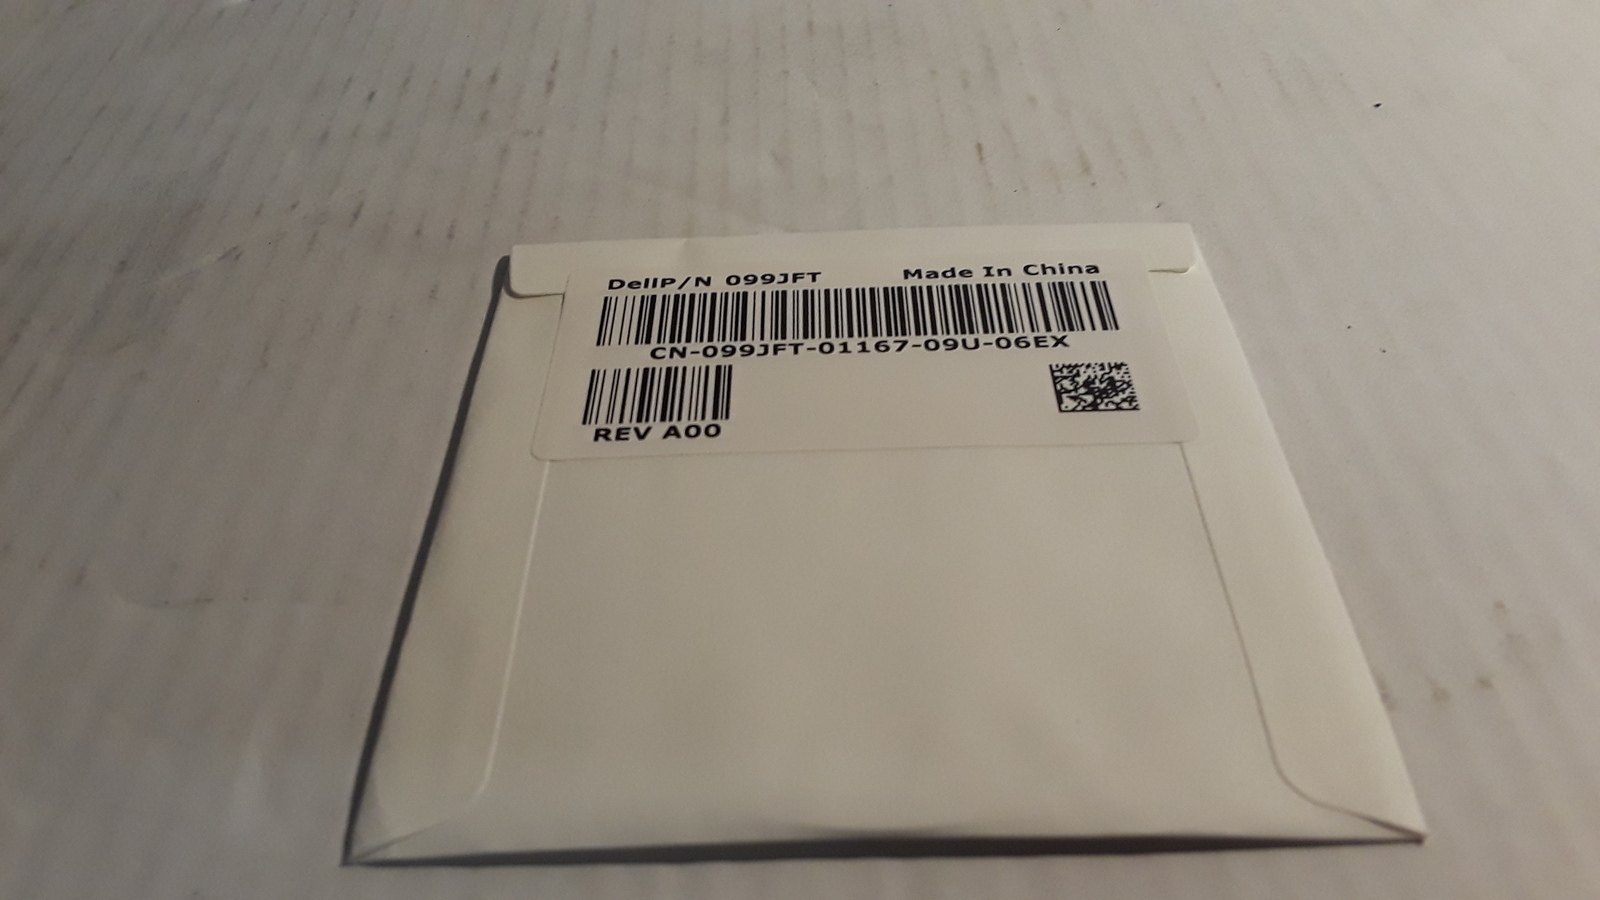 DellP/N 099JFT Made In China
CN-099JFT-01167-09U-06EX
REV A00